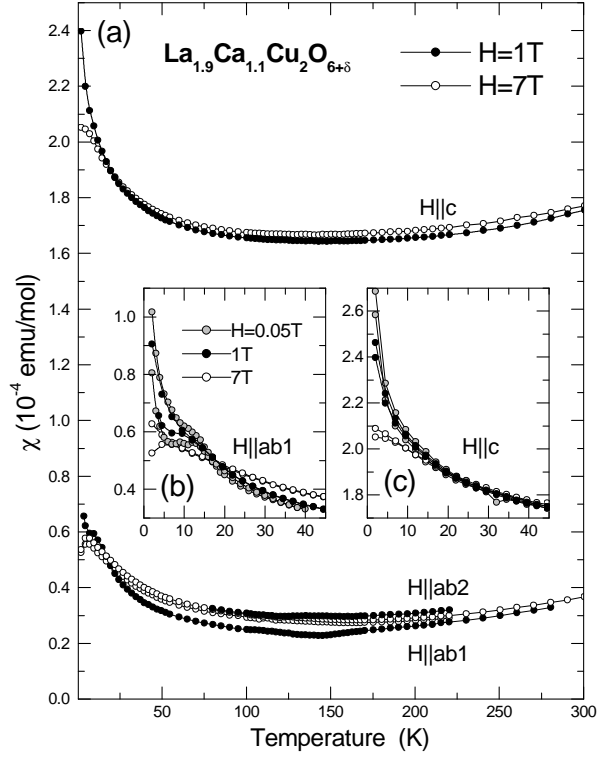 (a)
La1.9Ca1.1Cu2O6+δ
H=1T
H=7T
H||c
2.6
2.4
2.2
2.0
1.8
1.6
1.4
1.2
1.0
0.8
0.6
0.4
0.2
0.0
χ (10-4 emu/mol)
1.0
0.8
0.6
0.4
H=0.05T
1T
7T
H||ab1
(b)
0 10 20 30 40
2.6
2.4
2.2
2.0
1.8
H||c
(c)
0 10 20 30 40
H||ab2
H||ab1
50 100 150 200 250 300
Temperature (K)